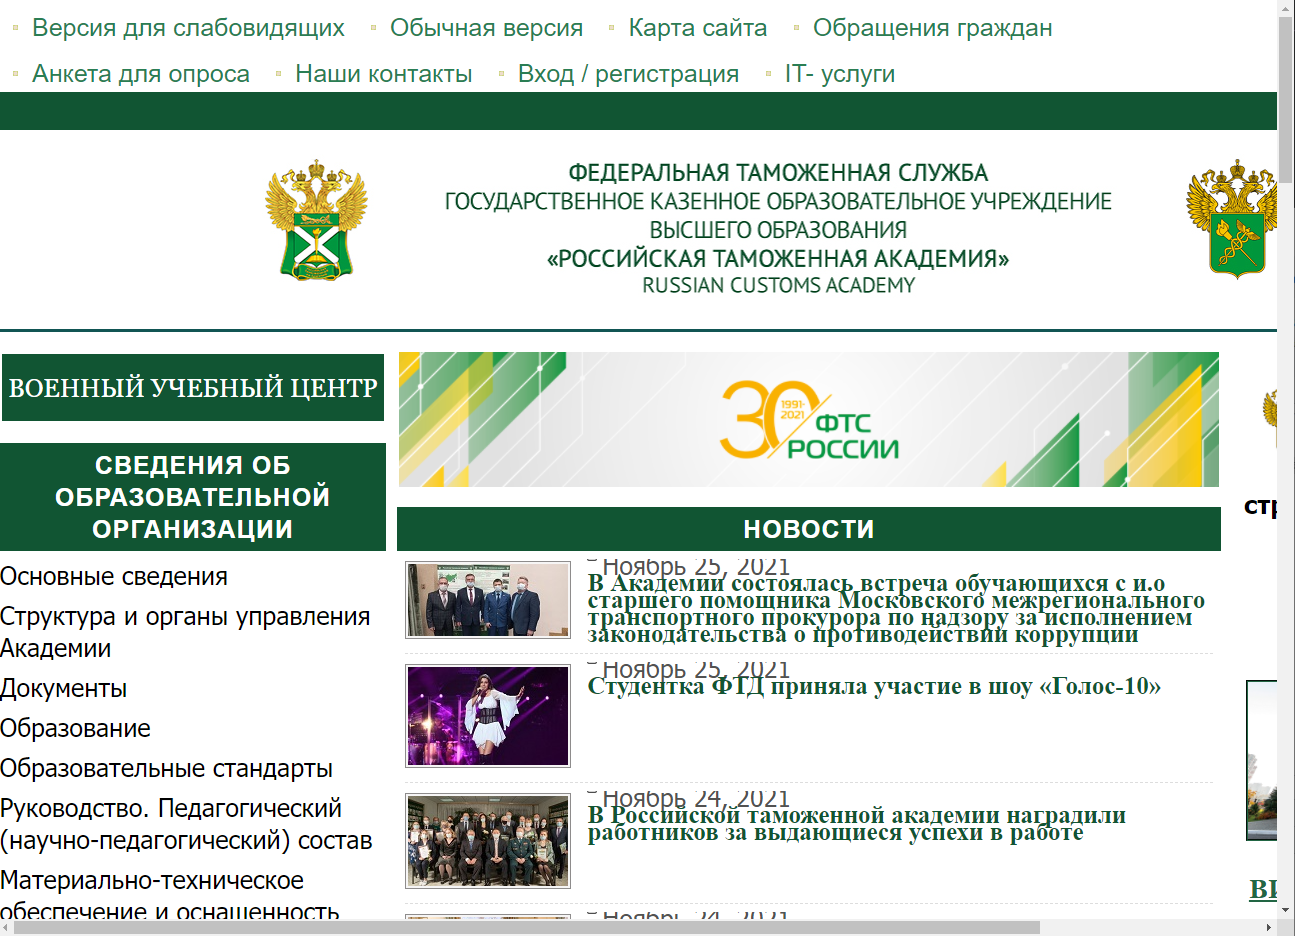 Версия для слабовидящих Обычная версия Карта сайта Обращения граждан
Анкета для опроса Наши контакты Вход / регистрация IT- услуги
ФЕДЕРАЛЬНАЯ ТАМОЖЕННАЯ СЛУЖБА
ГОСУДАРСТВЕННОЕ КАЗЕННОЕ ОБРАЗОВАТЕЛЬНОЕ УЧРЕЖДЕНИЕ
ВЫСШЕГО ОБРАЗОВАНИЯ
«РОССИЙСКАЯ ТАМОЖЕННАЯ АКАДЕМИЯ»
RUSSIAN CUSTOMS ACADEMY
ВОЕННЫЙ УЧЕБНЫЙ ЦЕНТР
СВЕДЕНИЯ ОБ
ОБРАЗОВАТЕЛЬНОЙ
ОРГАНИЗАЦИИ
Основные сведения
Структура и органы управления
Академии
Документы
Образование
Образовательные стандарты
Руководство. Педагогический
(научно-педагогический) состав
Материально-техническое
обеспечение и оснащенность
30
1991-
2021
ФТС
РОССИИ
НОВОСТИ
Ноябрь 25, 2021
В Академии состоялась встреча обучающихся с и.о
старшего помощника Московского межрегионального
транспортного прокурора по надзору за исполнением
законодательства о противодействии коррупции
Ноябрь 25, 2021
Студентка ФТД приняла участие в шоу «Голос-10»
Ноябрь 24, 2021
В Российской таможенной академии наградили
работников за выдающиеся успехи в работе
Ноябрь 24, 2021